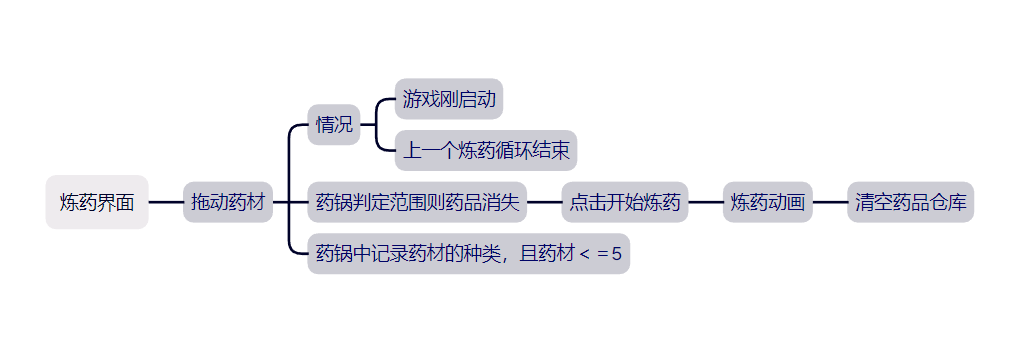 游戏刚启动
情况
上一个炼药循环结束
炼药界面
拖动药材
药锅判定范围则药品消失
点击开始炼药
炼药动画
清空药品仓库
药锅中记录药材的种类，且药材<=5